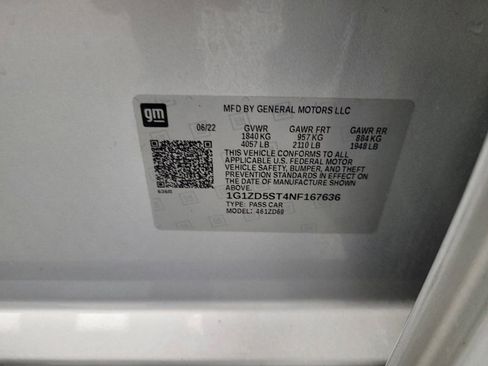 gm
MFD BY GENERAL MOTORS LLC
06/22 GVWR GAWR FRT GAWR RR
1840 KG 957 KG 884 KG
4057 LB 2110 LB 1948 LB
THIS VEHICLE CONFORMS TO ALL
APPLICABLE U.S. FEDERAL MOTOR
VEHICLE SAFETY, BUMPER, AND THEFT
PREVENTION STANDARDS IN EFFECT ON
THE DATE OF MANUFACTURE SHOWN
ABOVE.
1G1ZD5ST4NF167636
TYPE: PASS CAR
MODEL: 461ZD69